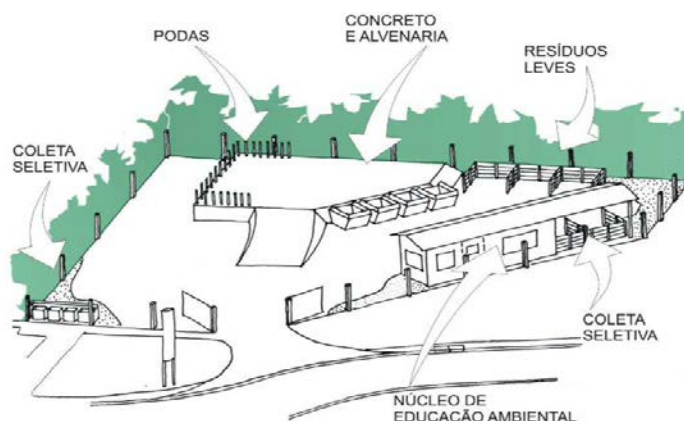 CONCRETO
E ALVENARIA
PODAS
RESÍDUOS
LEVES
COLETA
SELETIVA
COLETA
SELETIVA
NÚCLEO DE
EDUCAÇÃO AMBIENTAL